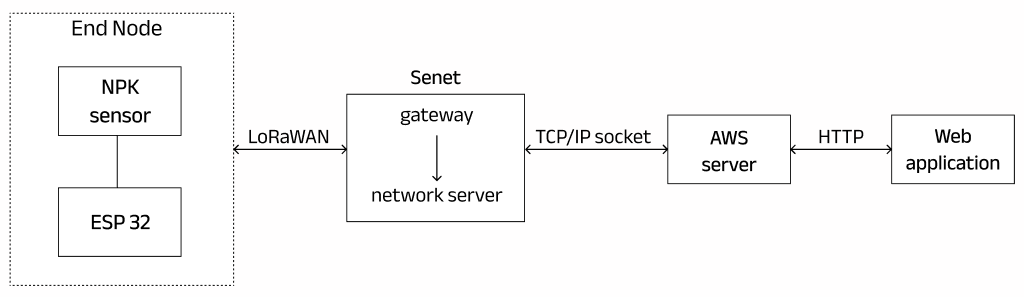 End Node
NPK
sensor
ESP 32
LoRaWAN
Senet
gateway
network server
TCP/IP socket
AWS
server
HTTP
Web
application